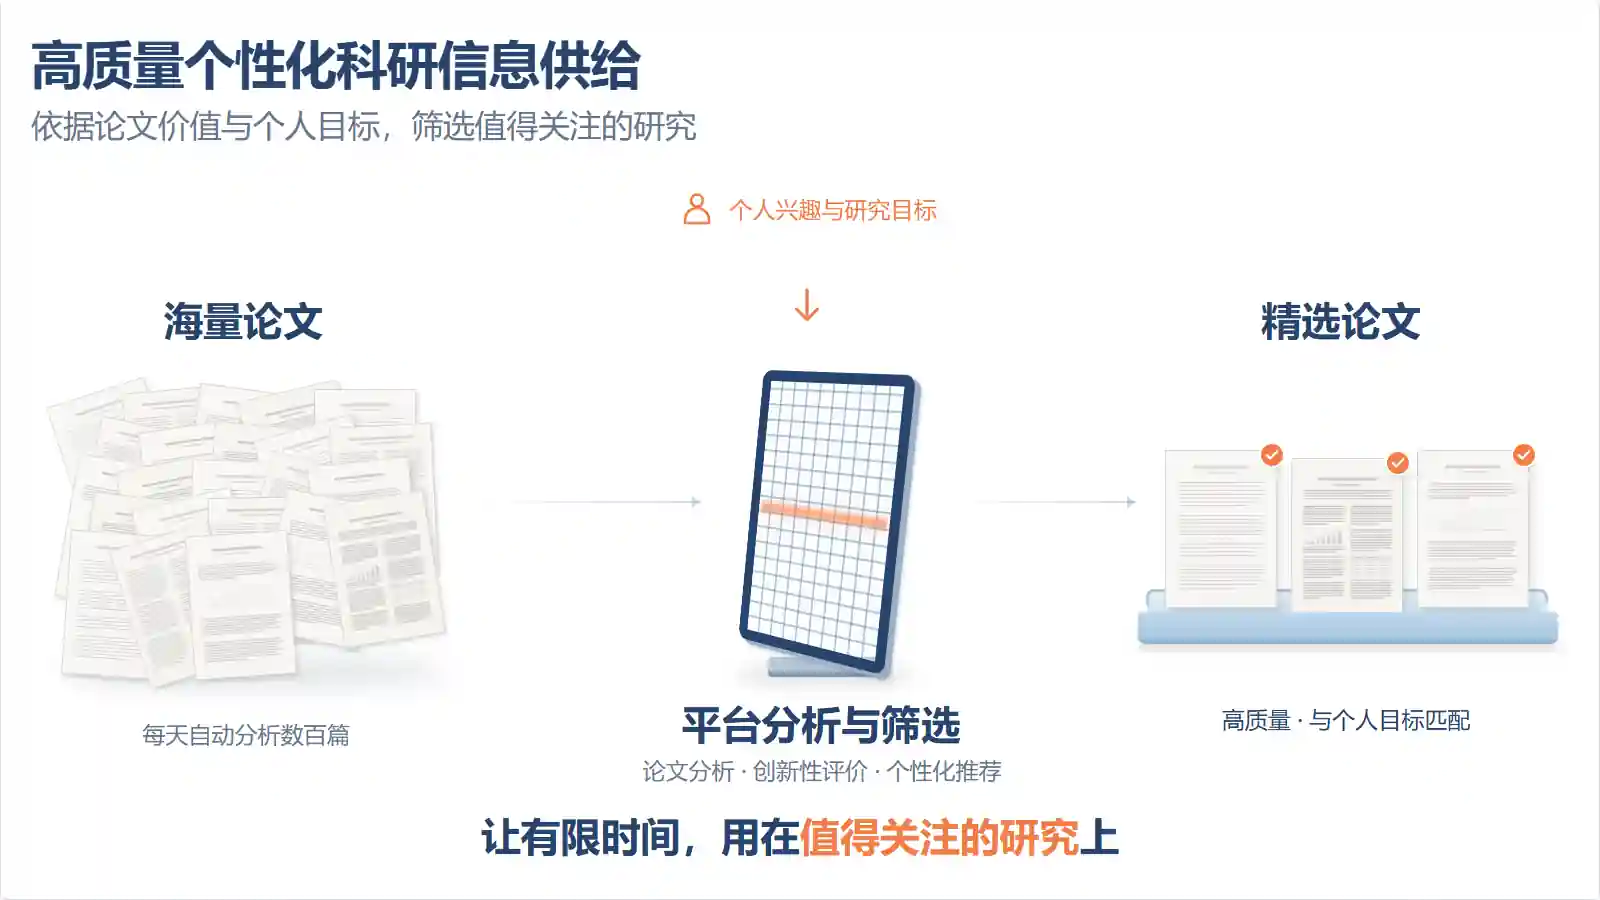 高质量个性化科研信息供给
依据论文价值与个人目标，筛选值得关注的研究
个人兴趣与研究目标
海量论文
精选论文
每天自动分析数百篇
平台分析与筛选
论文分析·创新性评价·个性化推荐
高质量·与个人目标匹配
让有限时间，用在值得关注的研究上